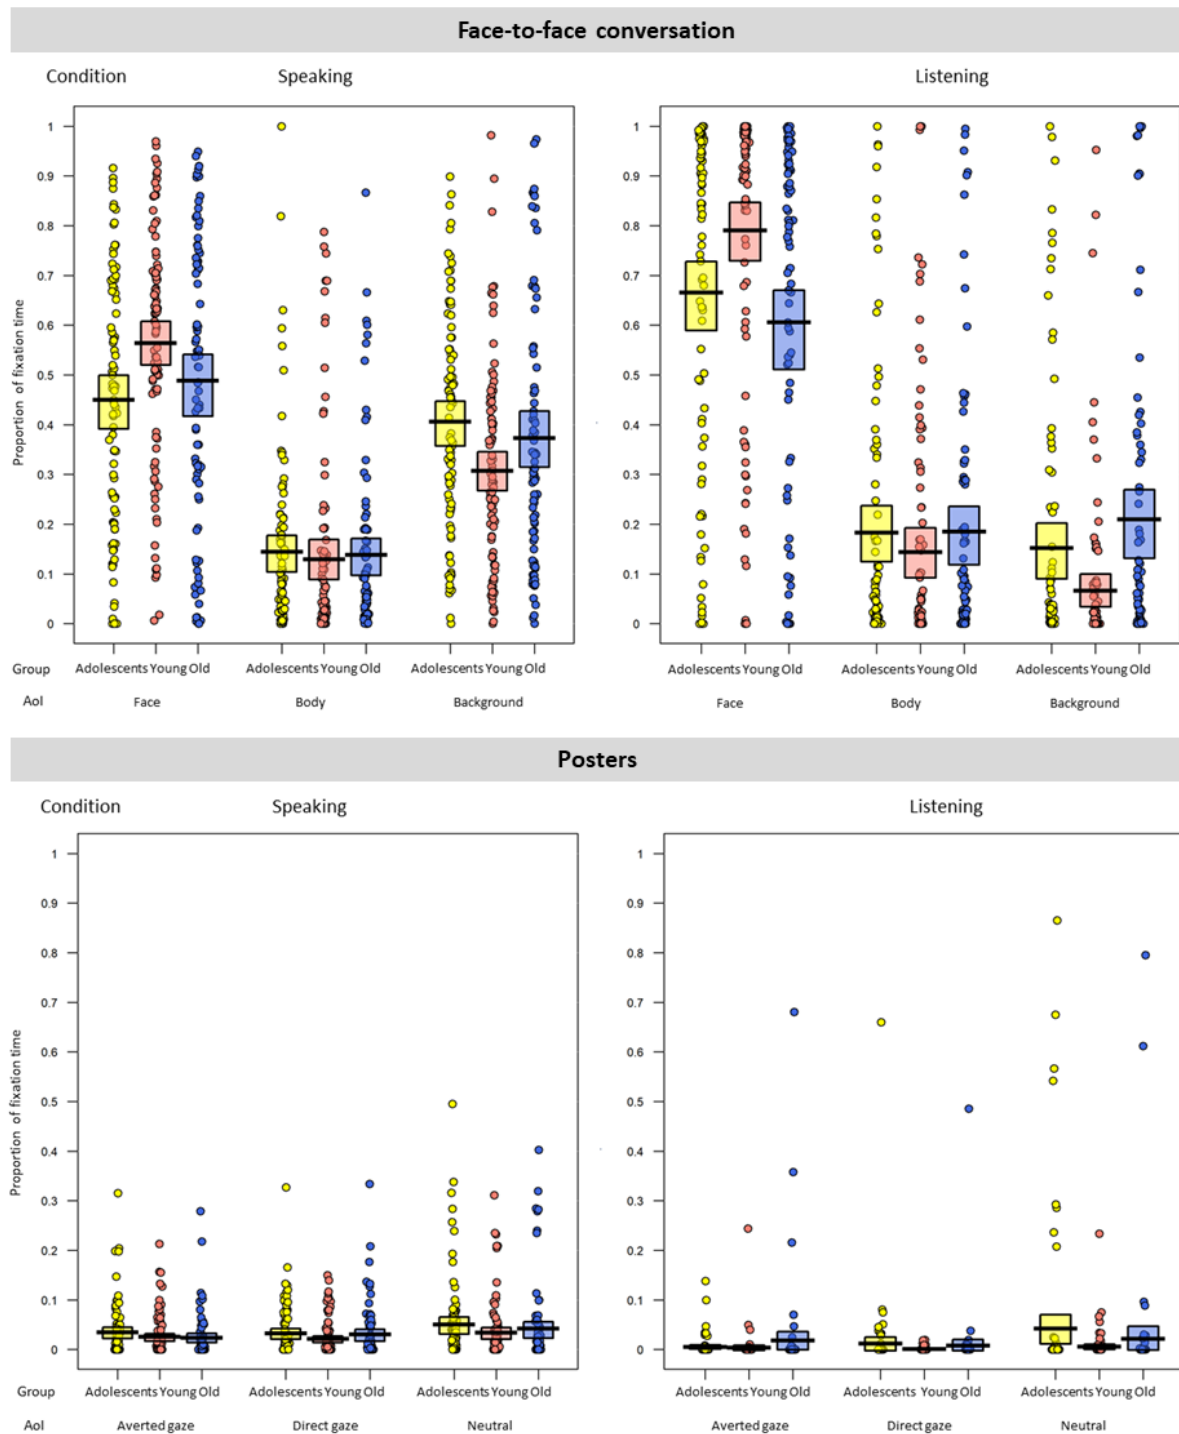 Face-to-face conversation
Condition Speaking Listening
1 1
0.9 0.9
0.8 0.8
0.7 0.7
0.6 0.6
0.5 0.5
0.4 0.4
0.3 0.3
0.2 0.2
0.1 0.1
0 0
Proportion of fixation time
Group Adolescents Young Old Adolescents Young Old Adolescents Young Old Adolescents Young Old Adolescents Young Old Adolescents Young Old
AoI Face Body Background Face Body Background
Posters
Condition Speaking Listening
1 1
0.9 0.9
0.8 0.8
0.7 0.7
0.6 0.6
0.5 0.5
0.4 0.4
0.3 0.3
0.2 0.2
0.1 0.1
0 0
Proportion of fixation time
Group Adolescents Young Old Adolescents Young Old Adolescents Young Old Adolescents Young Old Adolescents Young Old Adolescents Young Old
AoI Averted gaze Direct gaze Neutral Averted gaze Direct gaze Neutral